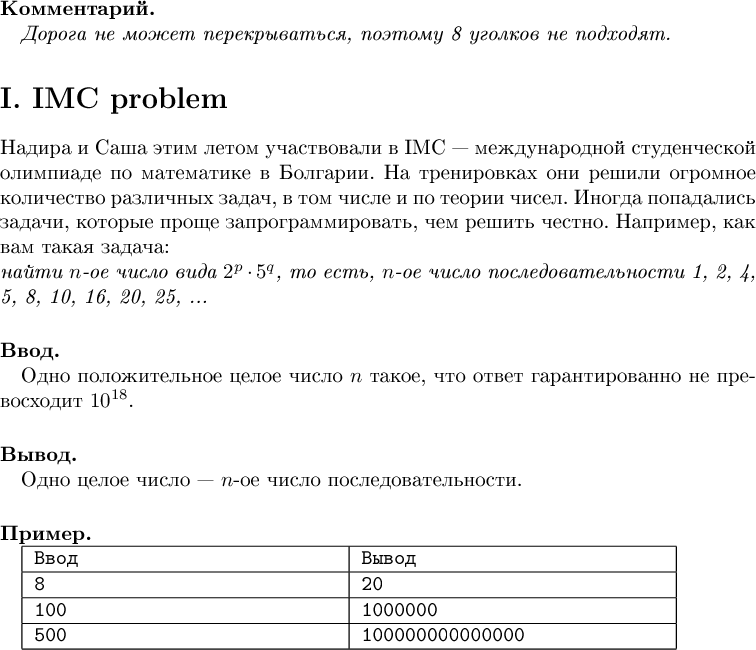 Комментарий.
Дорога не может перекрываться, поэтому 8 уголков не подходят.
I. IMC problem
Надира и Саша этим летом участвовали в IMC — международной студенческой
олимпиаде по математике в Болгарии. На тренировках они решили огромное
количество различных задач, в том числе и по теории чисел. Иногда попадались
задачи, которые проще запрограммировать, чем решить честно. Например, как
вам такая задача:
найти n-ое число вида 2^p · 5^q, то есть, n-ое число последовательности 1, 2, 4,
5, 8, 10, 16, 20, 25, ...
Ввод.
Одно положительное целое число n такое, что ответ гарантированно не пре-
восходит 10^18.
Вывод.
Одно целое число — n-ое число последовательности.
Пример.
Ввод Вывод
8 20
100 1000000
500 100000000000000